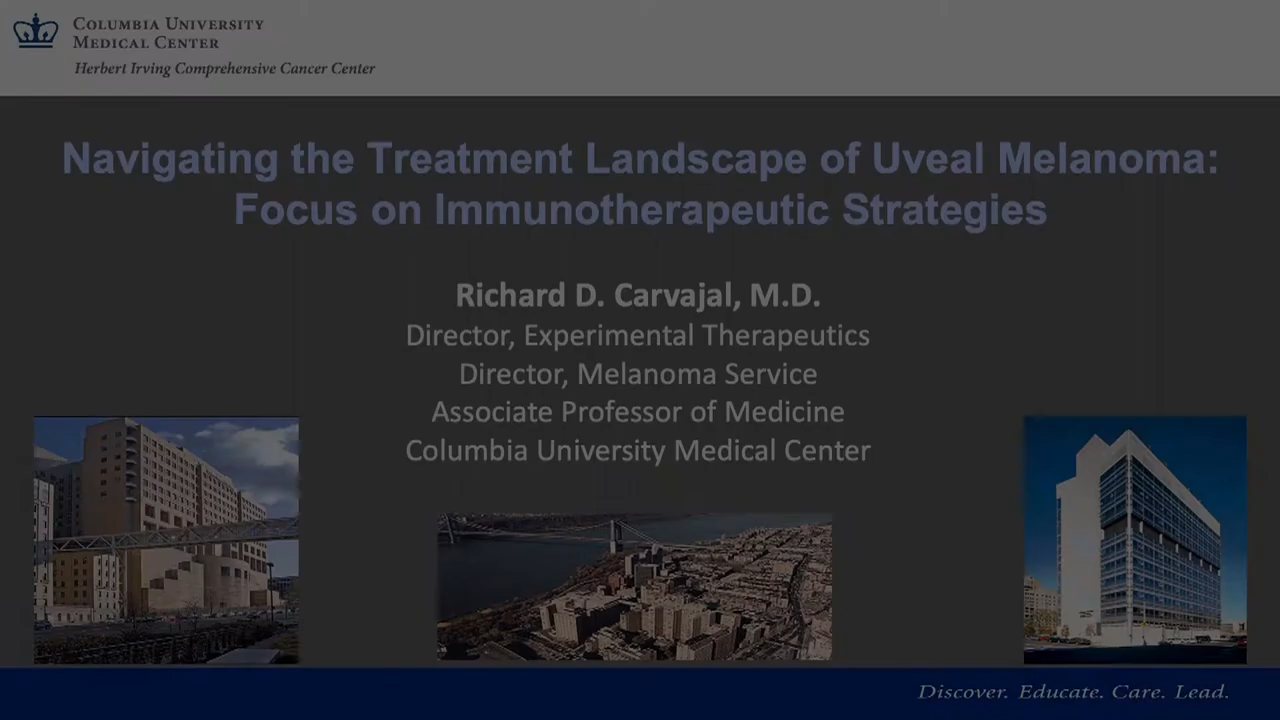 COLUMBIA UNIVERSITY
MEDICAL CENTER
Herbert Irving Comprehensive Cancer Center
Navigating the Treatment Landscape of Uveal Melanoma:
Focus on Immunotherapeutic Strategies
Richard D. Carvajal, M.D.
Director, Experimental Therapeutics
Director, Melanoma Service
Associate Professor of Medicine
Columbia University Medical Center
Discover. Educate. Care. Lead.